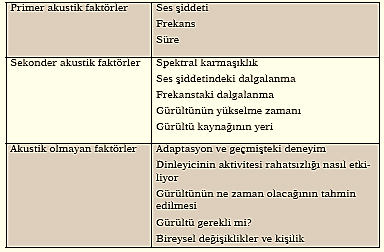 Primer akustik faktörler
Ses şiddeti
Frekans
Süre
Sekonder akustik faktörler
Spektral karmaşıklık
Ses şiddetindeki dalgalanma
Frekanstaki dalgalanma
Gürültünün yükselme zamanı
Gürültü kaynağının yeri
Akustik olmayan faktörler
Adaptasyon ve geçmişteki deneyim
Dinleyicinin aktivitesi rahatsızlığı nasıl etki-
liyor
Gürültünün ne zaman olacağının tahmin
edilmesi
Gürültü gerekli mi?
Bireysel değişiklikler ve kişilik